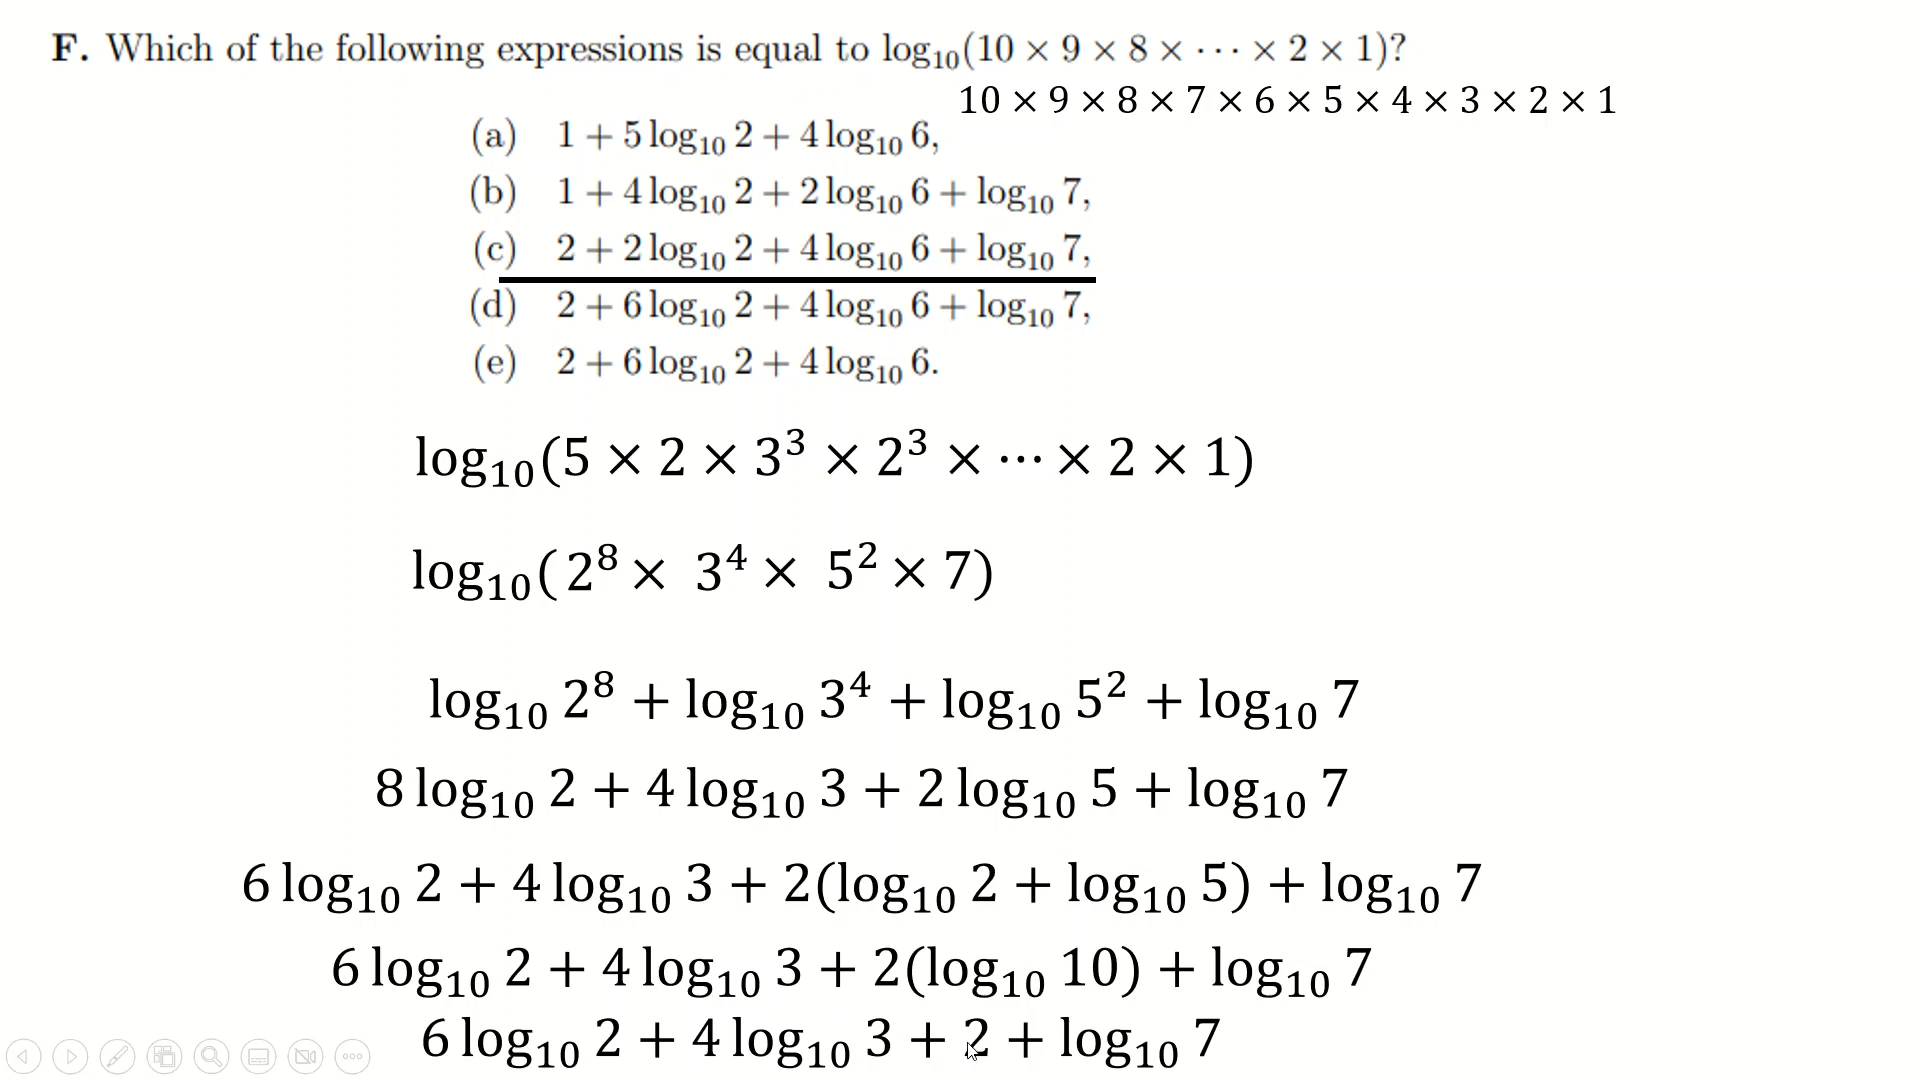 F. Which of the following expressions is equal to log₁₀(10 × 9 × 8 × ··· × 2 × 1)?
10 × 9 × 8 × 7 × 6 × 5 × 4 × 3 × 2 × 1
(a) 1 + 5 log₁₀ 2 + 4 log₁₀ 6,
(b) 1 + 4 log₁₀ 2 + 2 log₁₀ 6 + log₁₀ 7,
(c) 2 + 2 log₁₀ 2 + 4 log₁₀ 6 + log₁₀ 7,
(d) 2 + 6 log₁₀ 2 + 4 log₁₀ 6 + log₁₀ 7,
(e) 2 + 6 log₁₀ 2 + 4 log₁₀ 6.
log₁₀(5 × 2 × 3³ × 2³ × ⋯ × 2 × 1)
log₁₀(2⁸ × 3⁴ × 5² × 7)
log₁₀ 2⁸ + log₁₀ 3⁴ + log₁₀ 5² + log₁₀ 7
8 log₁₀ 2 + 4 log₁₀ 3 + 2 log₁₀ 5 + log₁₀ 7
6 log₁₀ 2 + 4 log₁₀ 3 + 2(log₁₀ 2 + log₁₀ 5) + log₁₀ 7
6 log₁₀ 2 + 4 log₁₀ 3 + 2(log₁₀ 10) + log₁₀ 7
6 log₁₀ 2 + 4 log₁₀ 3 + 2 + log₁₀ 7